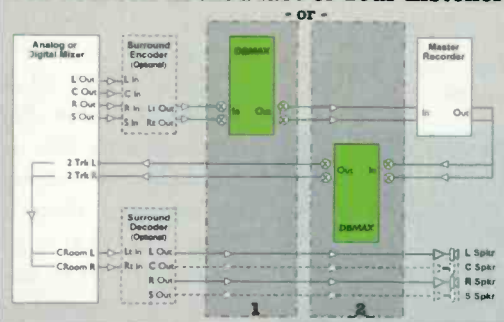 - or -
Analog or
Digital Mixer
L Out
C Out
R Out
S Out
2 Trk L
2 Trk R
CRoom L
CRoom R
Surround
Encoder
(Optional)
L In
C In
R In Lt Out
S In Rt Out
Surround
Decoder
(Optional)
Lt In L Out
Rt In C Out
R Out
S Out
DBMAX
In Out
1
Out In
DBMAX
2
Master
Recorder
In Out
L Spkr
C Spkr
R Spkr
S Spkr